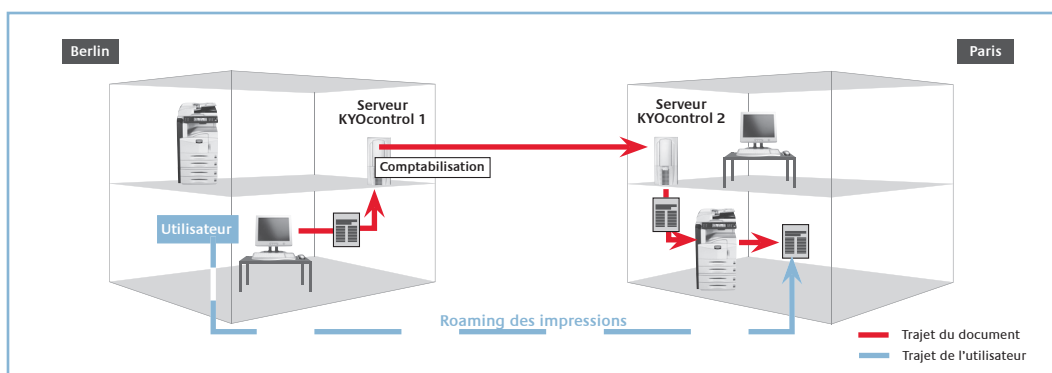 Berlin
Paris
Serveur
KYOcontrol 1
Serveur
KYOcontrol 2
Comptabilisation
Utilisateur
Roaming des impressions
Trajet du document
Trajet de l'utilisateur